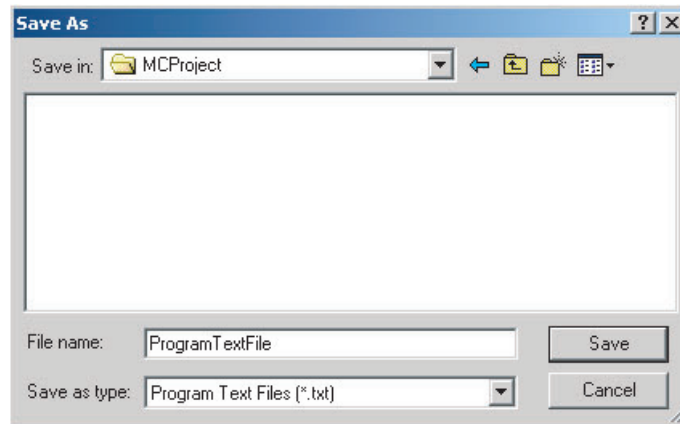 Save As
Save in: MCProject
File name: ProgramTextFile
Save
Save as type: Program Text Files (*.txt)
Cancel